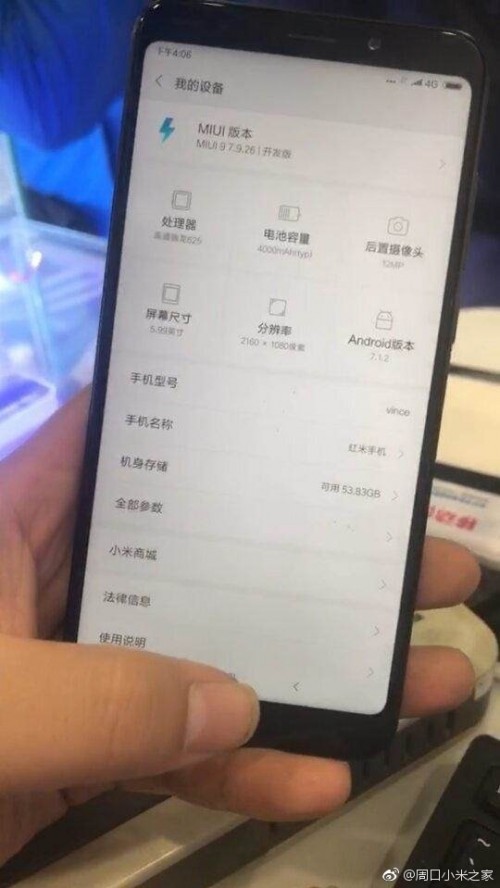 下午4:06
4G
我的设备
MIUI 版本
MIUI 9 7.9.26 | 开发版
处理器
高通骁龙625
电池容量
4000mAh(typ)
后置摄像头
12MP
屏幕尺寸
5.99英寸
分辨率
2160 × 1080像素
Android版本
7.1.2
手机型号
vince
手机名称
红米手机
机身存储
可用 53.83GB
全部参数
小米商城
法律信息
使用说明
移动
@周口小米之家